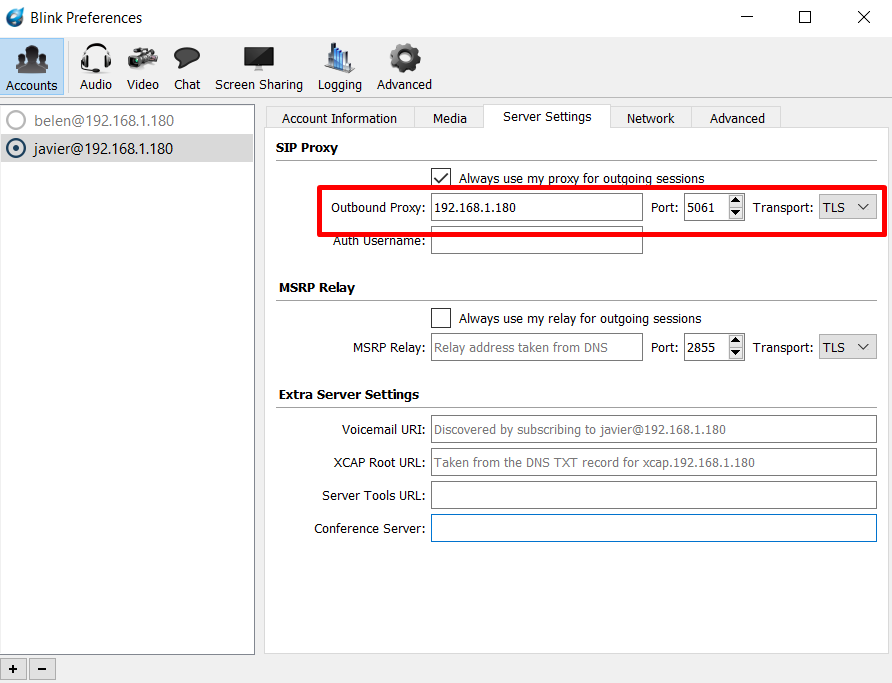 Blink Preferences
Accounts Audio Video Chat Screen Sharing Logging Advanced
belen@192.168.1.180
javier@192.168.1.180
Account Information Media Server Settings Network Advanced
SIP Proxy
Always use my proxy for outgoing sessions
Outbound Proxy: 192.168.1.180 Port: 5061 Transport: TLS
Auth Username:
MSRP Relay
Always use my relay for outgoing sessions
MSRP Relay: Relay address taken from DNS Port: 2855 Transport: TLS
Extra Server Settings
Voicemail URI: Discovered by subscribing to javier@192.168.1.180
XCAP Root URL: Taken from the DNS TXT record for xcap.192.168.1.180
Server Tools URL:
Conference Server: